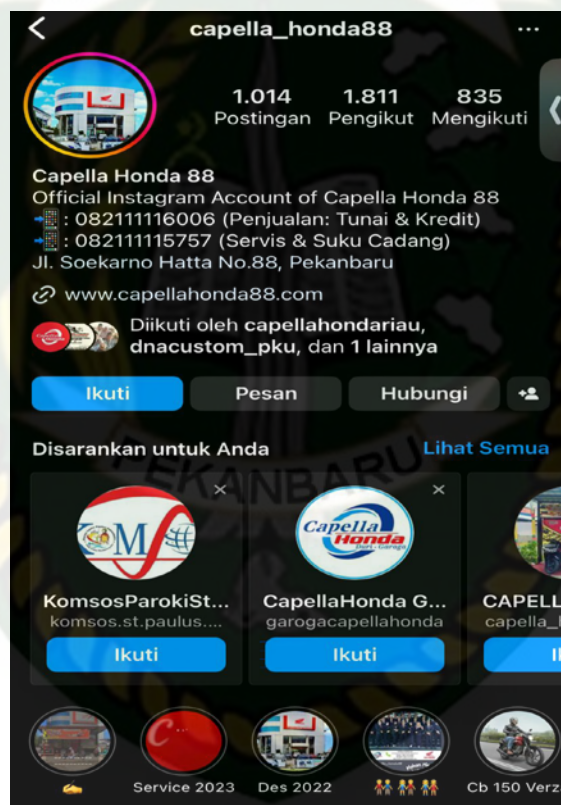 capella_honda88
1.014 1.811 835
Postingan Pengikut Mengikuti
Capella Honda 88
Official Instagram Account of Capella Honda 88
: 082111116006 (Penjualan: Tunai & Kredit)
: 082111115757 (Servis & Suku Cadang)
Jl. Soekarno Hatta No.88, Pekanbaru
www.capellahonda88.com
Diikuti oleh capellahondariau,
dnacustom_pku, dan 1 lainnya
Ikuti Pesan Hubungi
Disarankan untuk Anda Lihat Semua
PEKANBARU
Capella
Honda
KomsosParokiSt... CapellaHonda G... CAPELL
komsos.st.paulus.... garogacapellahonda capella_
Ikuti Ikuti
Service 2023 Des 2022 Cb 150 Verz